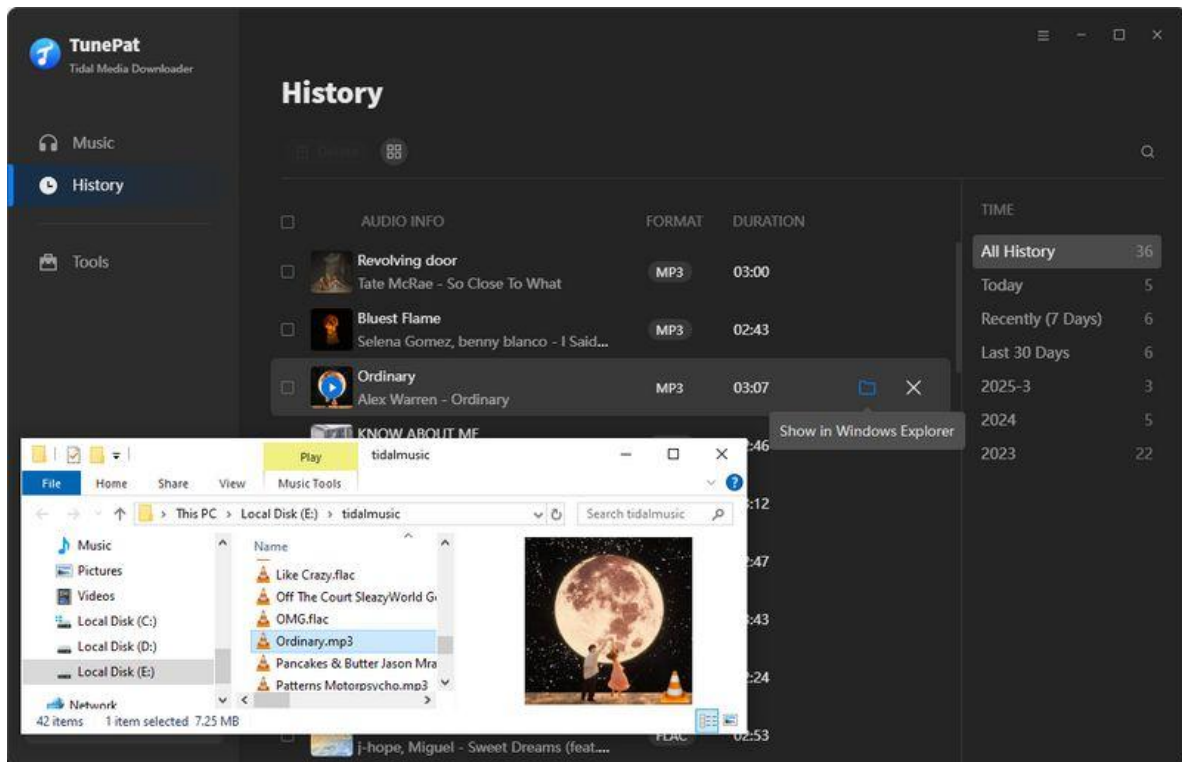 TunePat
Tidal Media Downloader
Music
History
Tools
History
Delete
AUDIO INFO FORMAT DURATION
Revolving door
Tate McRae - So Close To What
MP3 03:00
Bluest Flame
Selena Gomez, benny blanco - I Said...
MP3 02:43
Ordinary
Alex Warren - Ordinary
MP3 03:07
Show in Windows Explorer
KNOW ABOUT ME
:46
:12
:47
:43
:24
j-hope, Miguel - Sweet Dreams (feat....
FLAC 02:53
TIME
All History 36
Today 5
Recently (7 Days) 6
Last 30 Days 6
2025-3 3
2024 5
2023 22
Play tidalmusic
File Home Share View Music Tools
This PC > Local Disk (E:) > tidalmusic
Search tidalmusic
Music
Pictures
Videos
Local Disk (C:)
Local Disk (D:)
Local Disk (E:)
Network
Name
Like Crazy.flac
Off The Court SleazyWorld G
OMG.flac
Ordinary.mp3
Pancakes & Butter Jason Mra
Patterns Motorpsycho.mp3
42 items 1 item selected 7.25 MB